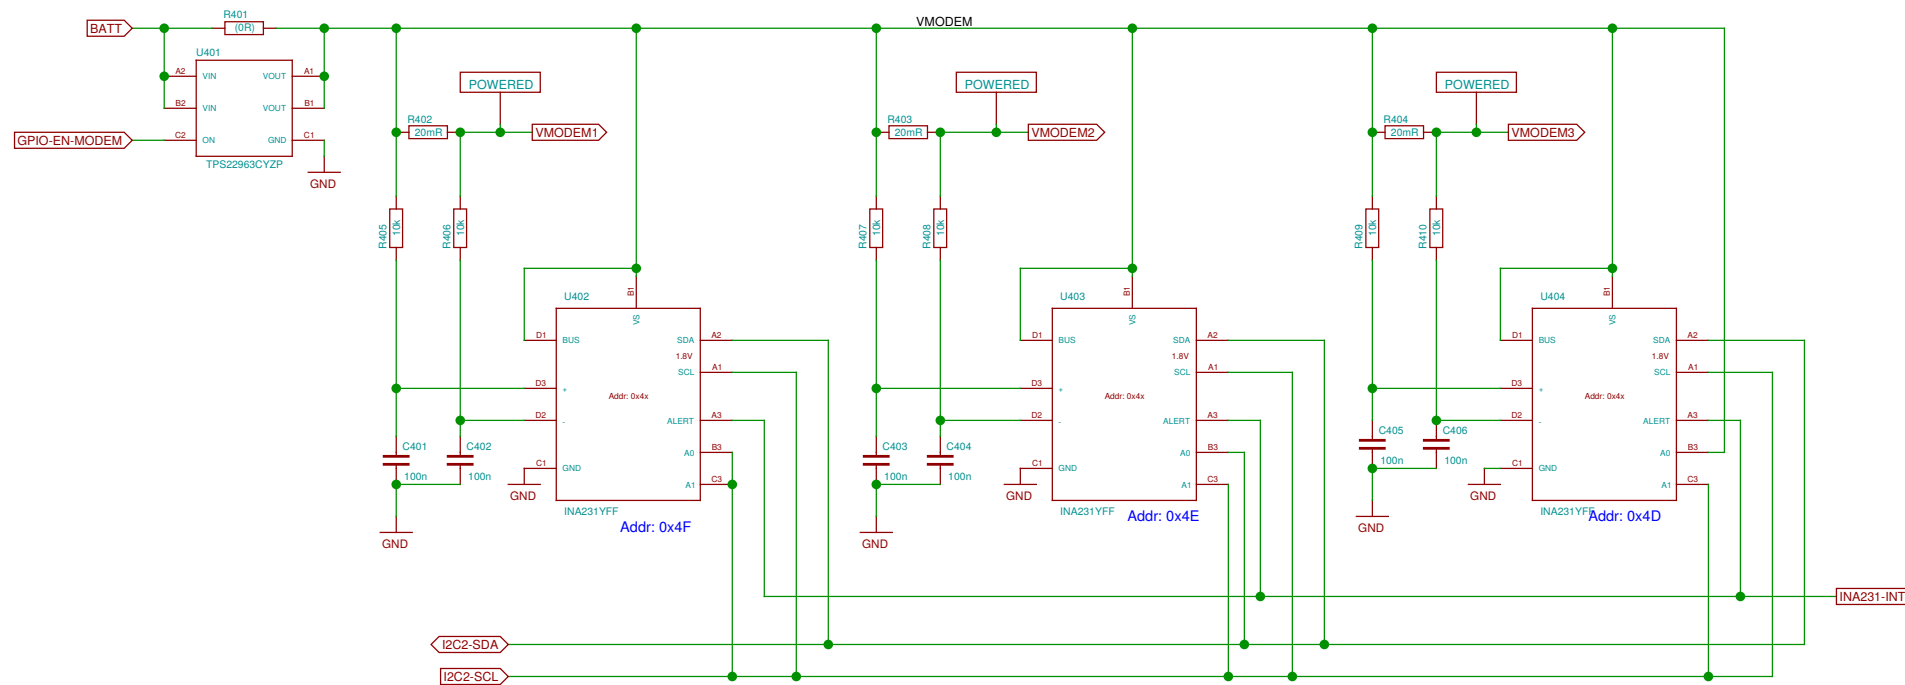 BATT
R401
(0R)
VMODEM
U401
A2 VIN VOUT A1
B2 VIN VOUT B1
C2 ON GND C1
GPIO-EN-MODEM
TPS22963CYZP
GND
POWERED
R402
20mR
VMODEM1
POWERED
R403
20mR
VMODEM2
POWERED
R404
20mR
VMODEM3
R405
10k
R406
10k
R407
10k
R408
10k
R409
10k
R410
10k
U402
B1
VS
D1 BUS SDA A2
1.8V
SCL A1
D3 +
Addr: 0x4x
D2 - ALERT A3
A0 B3
C1 GND
A1 C3
GND
INA231YFF
Addr: 0x4F
C401
100n
C402
100n
GND
U403
B1
VS
D1 BUS SDA A2
1.8V
SCL A1
D3 +
Addr: 0x4x
D2 - ALERT A3
A0 B3
C1 GND
A1 C3
GND
INA231YFF
Addr: 0x4E
C403
100n
C404
100n
GND
U404
B1
VS
D1 BUS SDA A2
1.8V
SCL A1
D3 +
Addr: 0x4x
D2 - ALERT A3
A0 B3
C1 GND
A1 C3
GND
INA231YFF
Addr: 0x4D
C405
100n
C406
100n
GND
INA231-INT
I2C2-SDA
I2C2-SCL